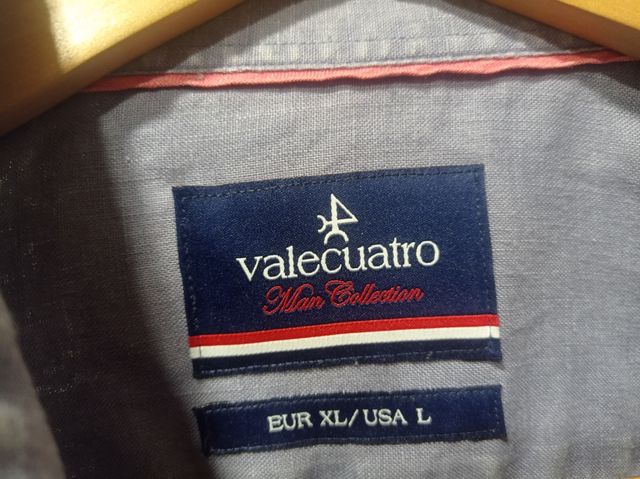 valecuatro
Man Collection
EUR XL/USA L